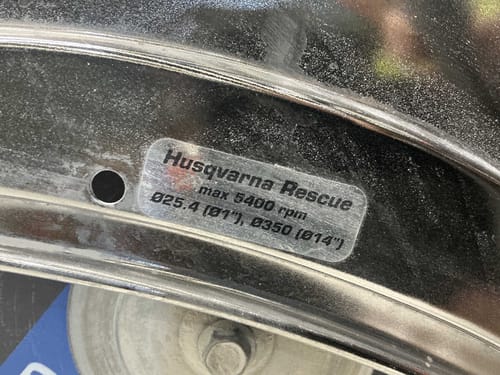 Husqvarna Rescue
max 5400 rpm
Ø25.4 (Ø1"), Ø350 (Ø14")